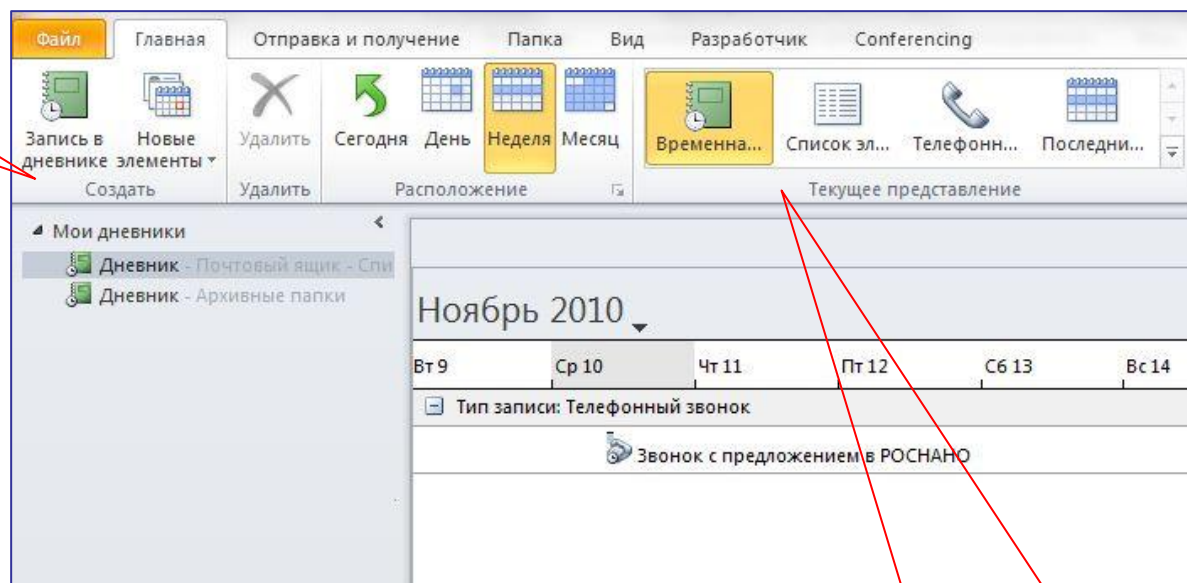 Файл Главная Отправка и получение Папка Вид Разработчик Conferencing
Запись в дневнике Новые элементы Удалить Сегодня День Неделя Месяц Временна... Список эл... Телефонн... Последни...
Создать Удалить Расположение Текущее представление
Мои дневники
Дневник - Почтовый ящик - Спи
Дневник - Архивные папки
Ноябрь 2010
Вт 9 Ср 10 Чт 11 Пт 12 Сб 13 Вс 14
Тип записи: Телефонный звонок
Звонок с предложением в РОСНАНО